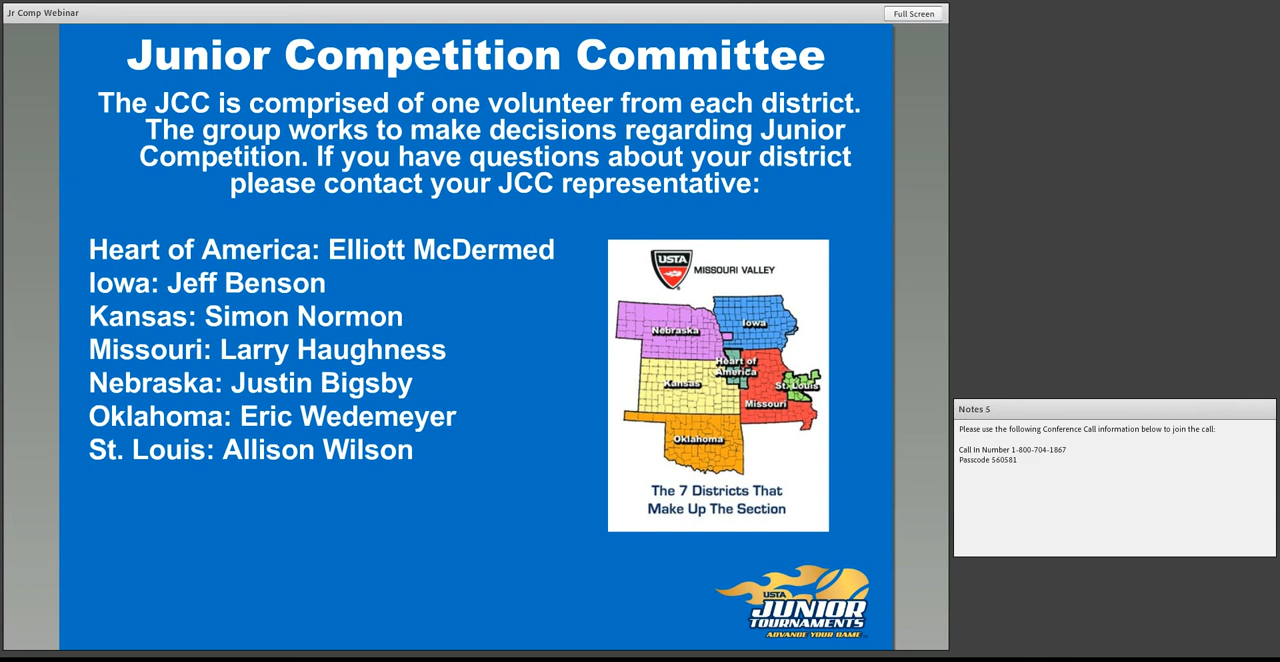 Jr Comp Webinar
Full Screen
Junior Competition Committee
The JCC is comprised of one volunteer from each district.
The group works to make decisions regarding Junior
Competition. If you have questions about your district
please contact your JCC representative:
Heart of America: Elliott McDermed
Iowa: Jeff Benson
Kansas: Simon Normon
Missouri: Larry Haughness
Nebraska: Justin Bigsby
Oklahoma: Eric Wedemeyer
St. Louis: Allison Wilson
USTA
MISSOURI VALLEY
Nebraska
Iowa
Heart of
America
Kansas
St. Louis
Missouri
Oklahoma
The 7 Districts That
Make Up The Section
USTA
JUNIOR
TOURNAMENTS
ADVANCE YOUR GAME
Notes 5
Please use the following Conference Call information below to join the call:
Call In Number 1-800-704-1867
Passcode 560581